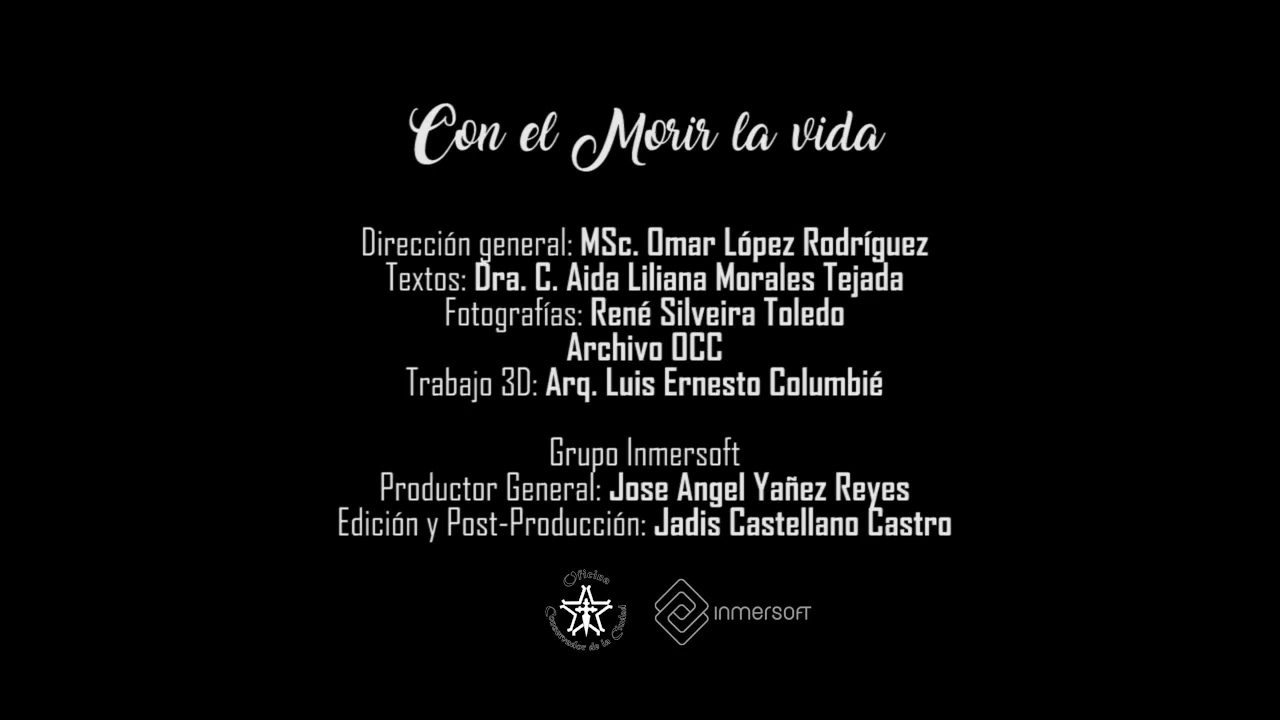 Con el Morir la vida
Dirección general: MSc. Omar López Rodríguez
Textos: Dra. C. Aida Liliana Morales Tejada
Fotografías: René Silveira Toledo
Archivo OCC
Trabajo 3D: Arq. Luis Ernesto Columbié
Grupo Inmersoft
Productor General: Jose Angel Yañez Reyes
Edición y Post-Producción: Jadis Castellano Castro
Oficina
Conservador de la Ciudad
INMERSOFT